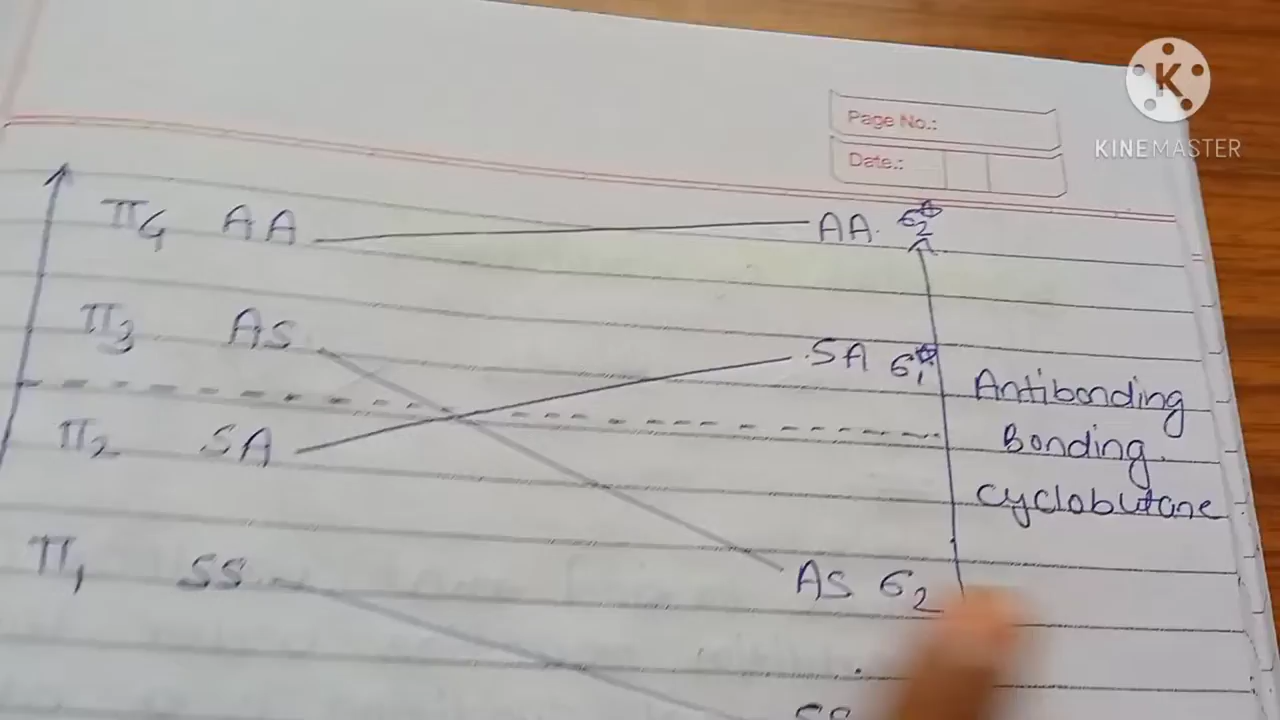 Page No.:
KINEMASTER
Date.:
π4 AA AA σ2*
π3 AS SA σ1*
Antibonding
π2 SA Bonding.
cyclobutane
π1 SS AS σ2
SS